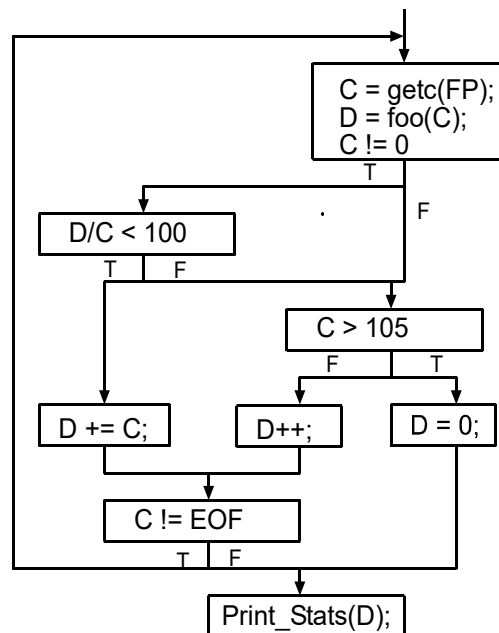 C = getc(FP);
D = foo(C);
C != 0
T
F
D/C < 100
T F
C > 105
F T
D += C;
D++;
D = 0;
C != EOF
T F
Print_Stats(D);